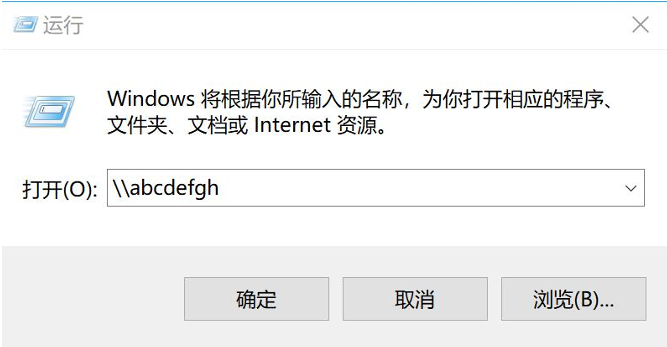 运行
Windows 将根据你所输入的名称，为你打开相应的程序、
文件夹、文档或 Internet 资源。
打开(O): \\abcdefgh
确定 取消 浏览(B)...